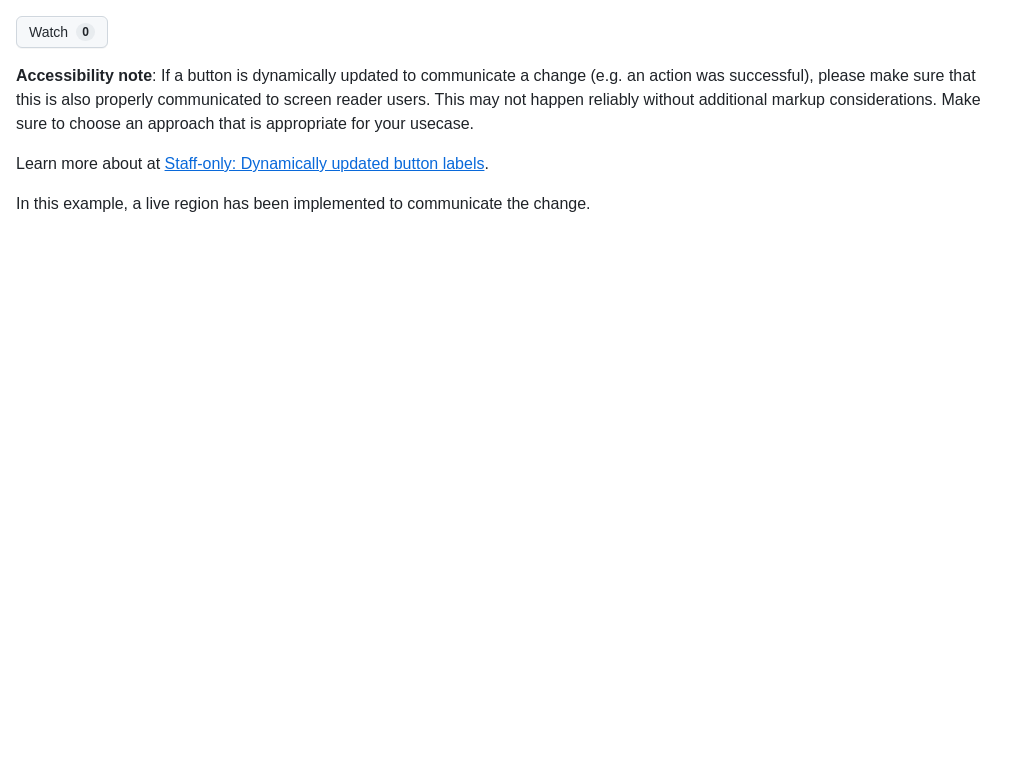 Watch 0
Accessibility note: If a button is dynamically updated to communicate a change (e.g. an action was successful), please make sure that
this is also properly communicated to screen reader users. This may not happen reliably without additional markup considerations. Make
sure to choose an approach that is appropriate for your usecase.
Learn more about at Staff-only: Dynamically updated button labels.
In this example, a live region has been implemented to communicate the change.